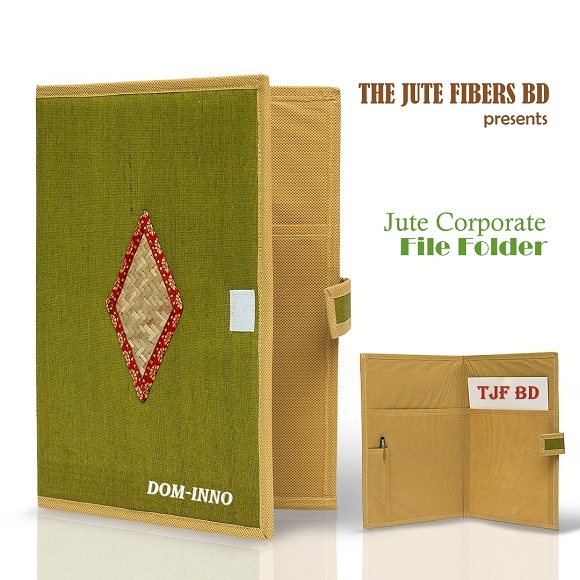 THE JUTE FIBERS BD
presents
Jute Corporate
File Folder
TJF BD
DOM-INNO